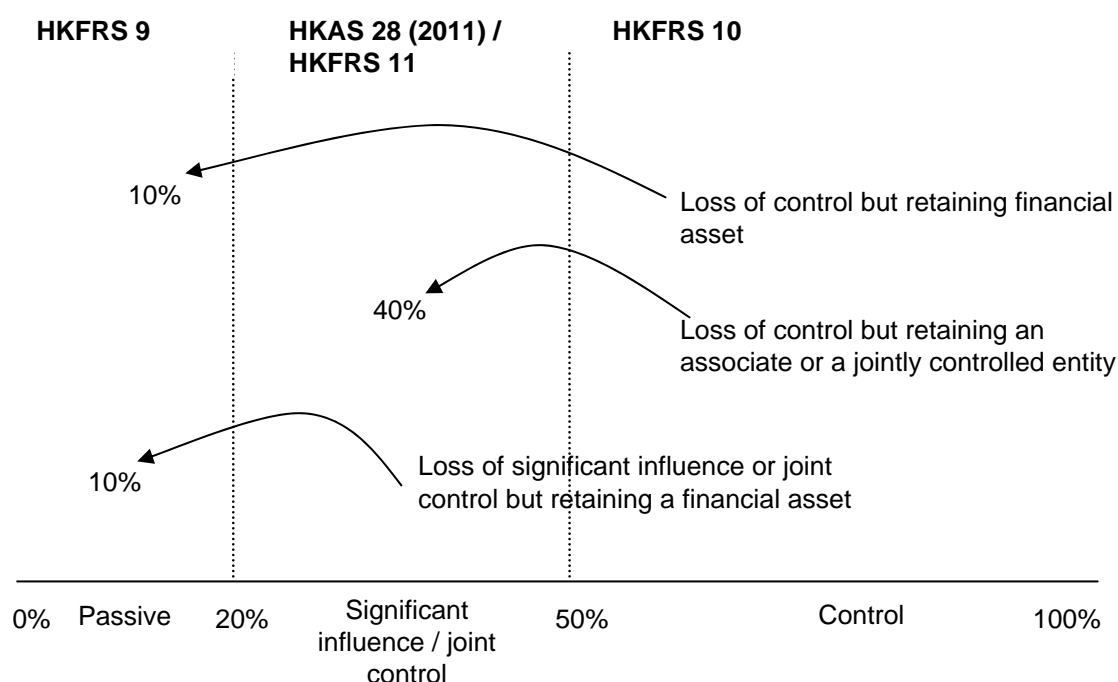 HKFRS 9
HKAS 28 (2011) /
HKFRS 11
HKFRS 10
10%
Loss of control but retaining financial
asset
40%
Loss of control but retaining an
associate or a jointly controlled entity
10%
Loss of significant influence or joint
control but retaining a financial asset
0%
Passive
20%
Significant
influence / joint
control
50%
Control
100%